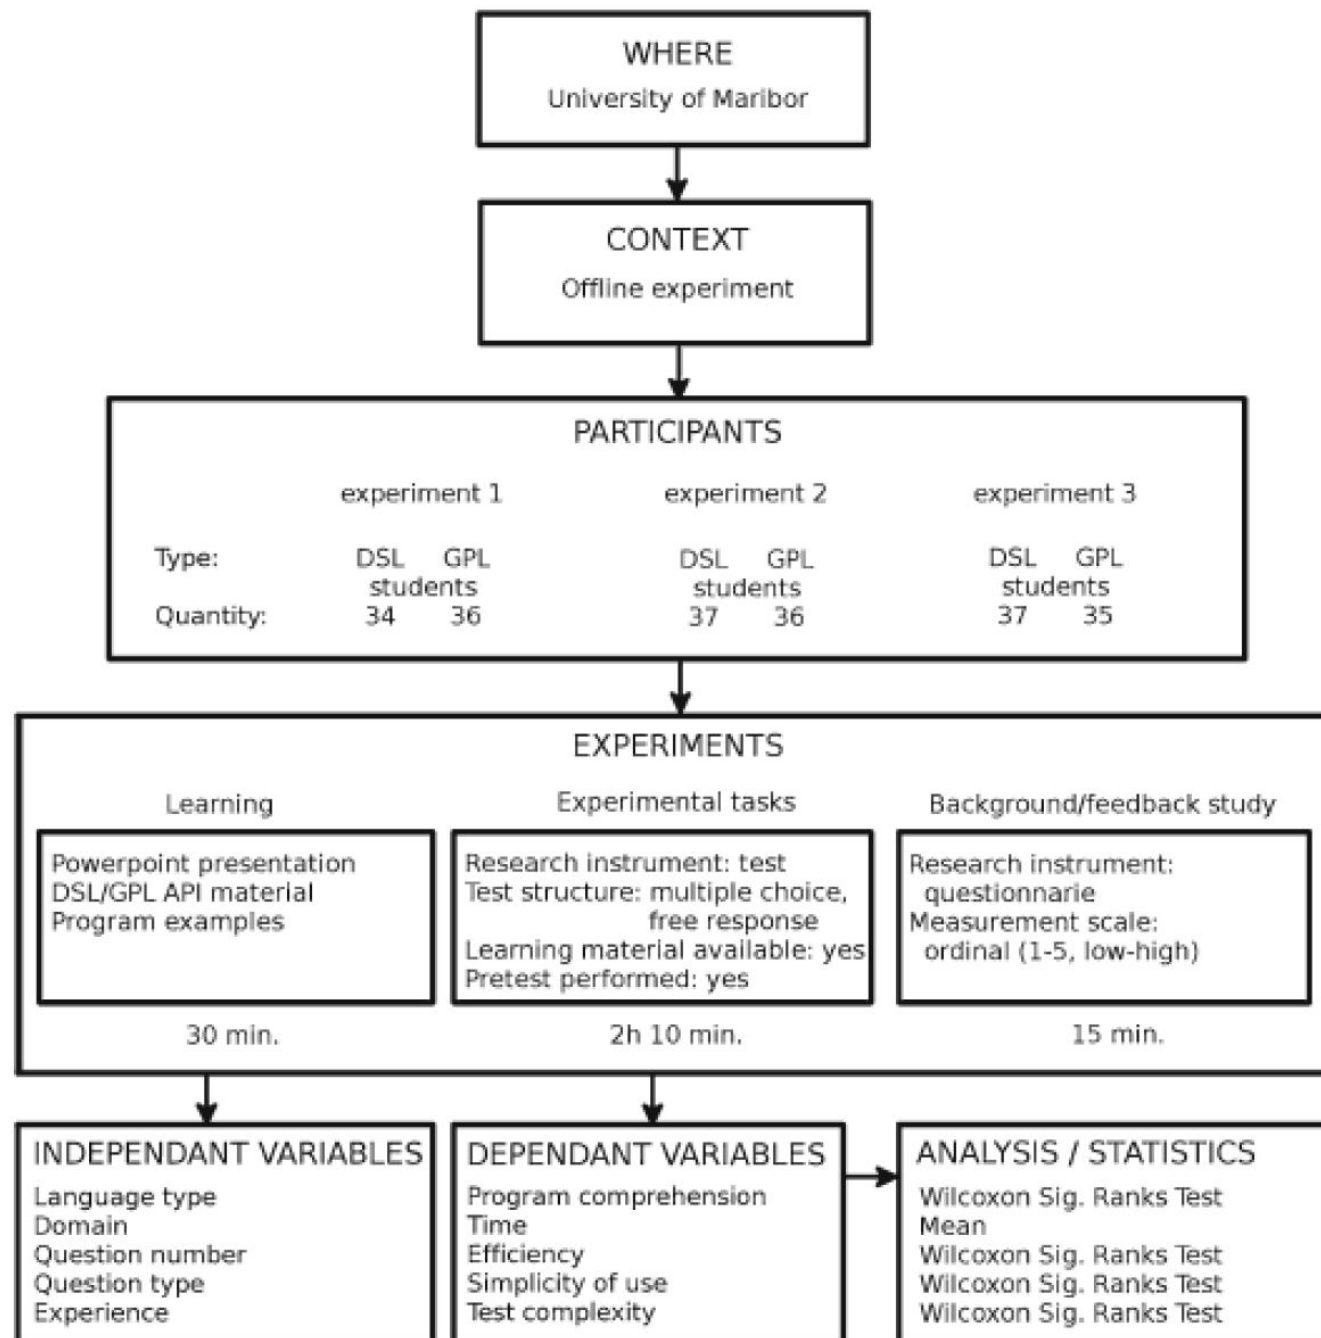 WHERE
University of Maribor
CONTEXT
Offline experiment
PARTICIPANTS
experiment 1 experiment 2 experiment 3
Type: DSL GPL DSL GPL DSL GPL
students students students
Quantity: 34 36 37 36 37 35
EXPERIMENTS
Learning Experimental tasks Background/feedback study
Powerpoint presentation
DSL/GPL API material
Program examples
Research instrument: test
Test structure: multiple choice,
free response
Learning material available: yes
Pretest performed: yes
Research instrument:
questionnarie
Measurement scale:
ordinal (1-5, low-high)
30 min. 2h 10 min. 15 min.
INDEPENDANT VARIABLES
Language type
Domain
Question number
Question type
Experience
DEPENDANT VARIABLES
Program comprehension
Time
Efficiency
Simplicity of use
Test complexity
ANALYSIS / STATISTICS
Wilcoxon Sig. Ranks Test
Mean
Wilcoxon Sig. Ranks Test
Wilcoxon Sig. Ranks Test
Wilcoxon Sig. Ranks Test